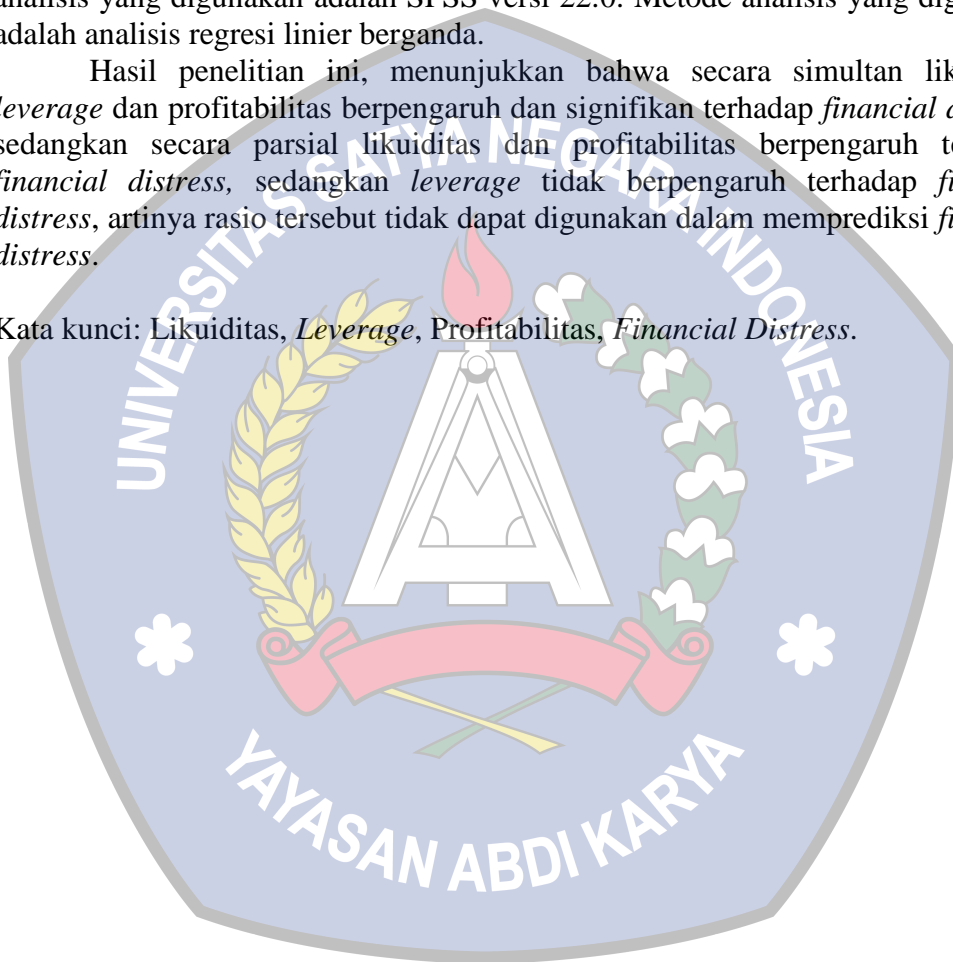 analisis yang digunakan adalah SPSS versi 22.0. Metode analisis yang dig
adalah analisis regresi linier berganda.
Hasil penelitian ini, menunjukkan bahwa secara simultan lik
leverage dan profitabilitas berpengaruh dan signifikan terhadap financial d
sedangkan secara parsial likuiditas dan profitabilitas berpengaruh te
financial distress, sedangkan leverage tidak berpengaruh terhadap fi
distress, artinya rasio tersebut tidak dapat digunakan dalam memprediksi fi
distress.
Kata kunci: Likuiditas, Leverage, Profitabilitas, Financial Distress.
UNIVERSITAS SATYA NEGARA INDONESIA
YAYASAN ABDI KARYA